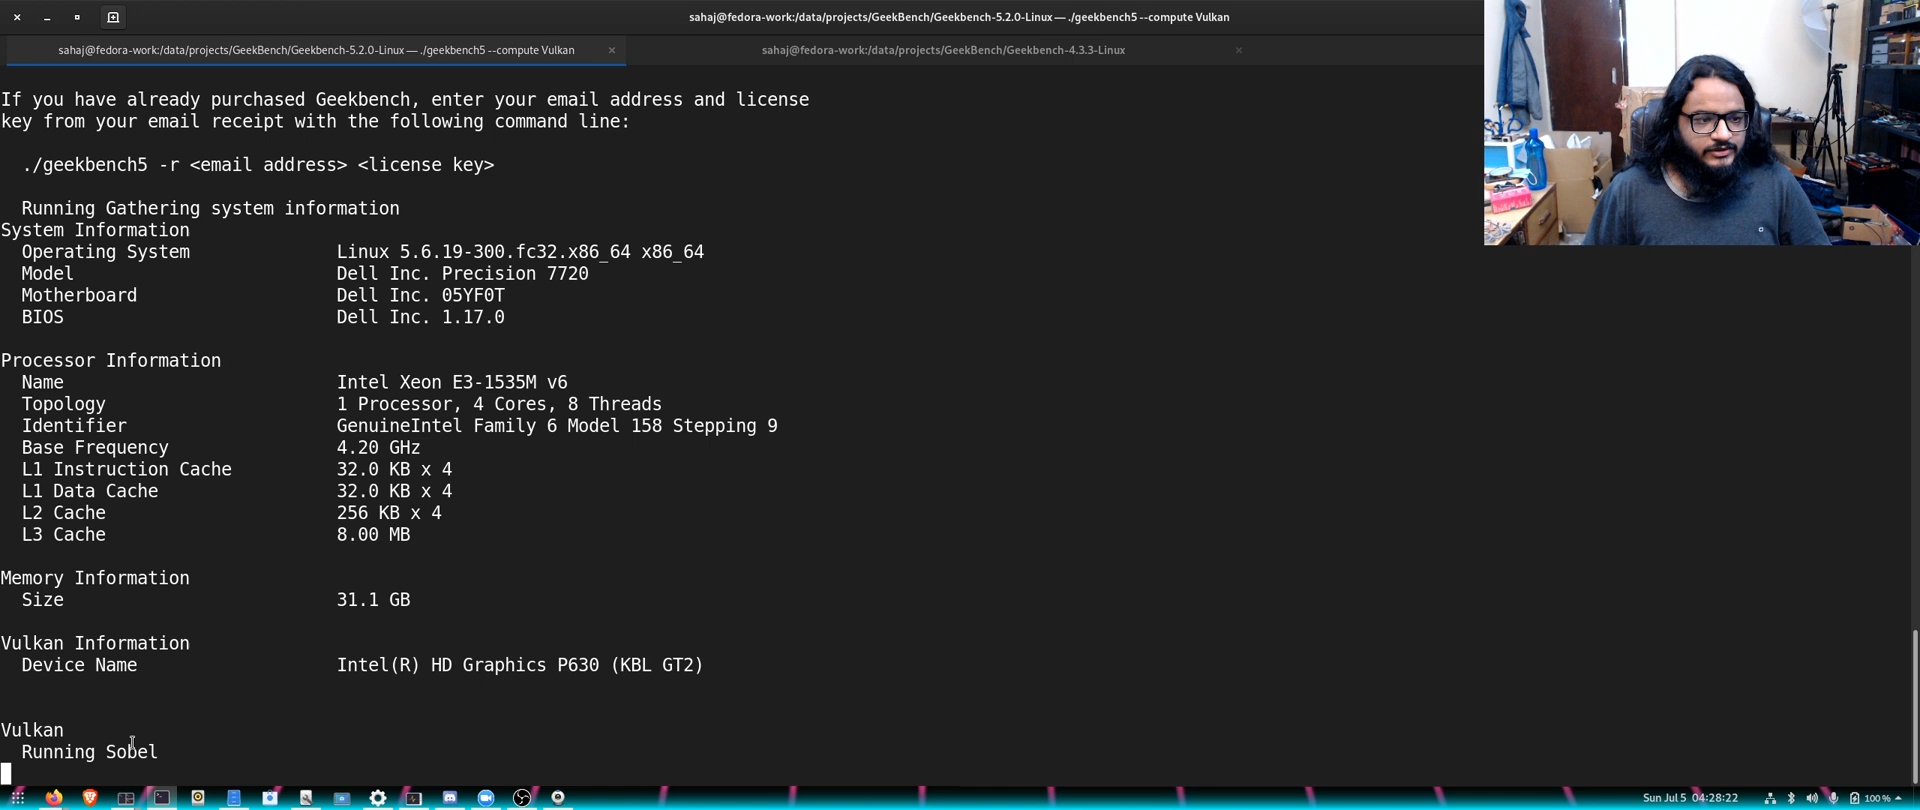 sahaj@fedora-work:/data/projects/GeekBench/Geekbench-5.2.0-Linux — ./geekbench5 --compute Vulkan
sahaj@fedora-work:/data/projects/GeekBench/Geekbench-5.2.0-Linux — ./geekbench5 --compute Vulkan
sahaj@fedora-work:/data/projects/GeekBench/Geekbench-4.3.3-Linux
If you have already purchased Geekbench, enter your email address and license
key from your email receipt with the following command line:
./geekbench5 -r <email address> <license key>
Running Gathering system information
System Information
Operating System Linux 5.6.19-300.fc32.x86_64 x86_64
Model Dell Inc. Precision 7720
Motherboard Dell Inc. 05YF0T
BIOS Dell Inc. 1.17.0
Processor Information
Name Intel Xeon E3-1535M v6
Topology 1 Processor, 4 Cores, 8 Threads
Identifier GenuineIntel Family 6 Model 158 Stepping 9
Base Frequency 4.20 GHz
L1 Instruction Cache 32.0 KB x 4
L1 Data Cache 32.0 KB x 4
L2 Cache 256 KB x 4
L3 Cache 8.00 MB
Memory Information
Size 31.1 GB
Vulkan Information
Device Name Intel(R) HD Graphics P630 (KBL GT2)
Vulkan
Running Sobel
Sun Jul 5 04:28:22
100 %